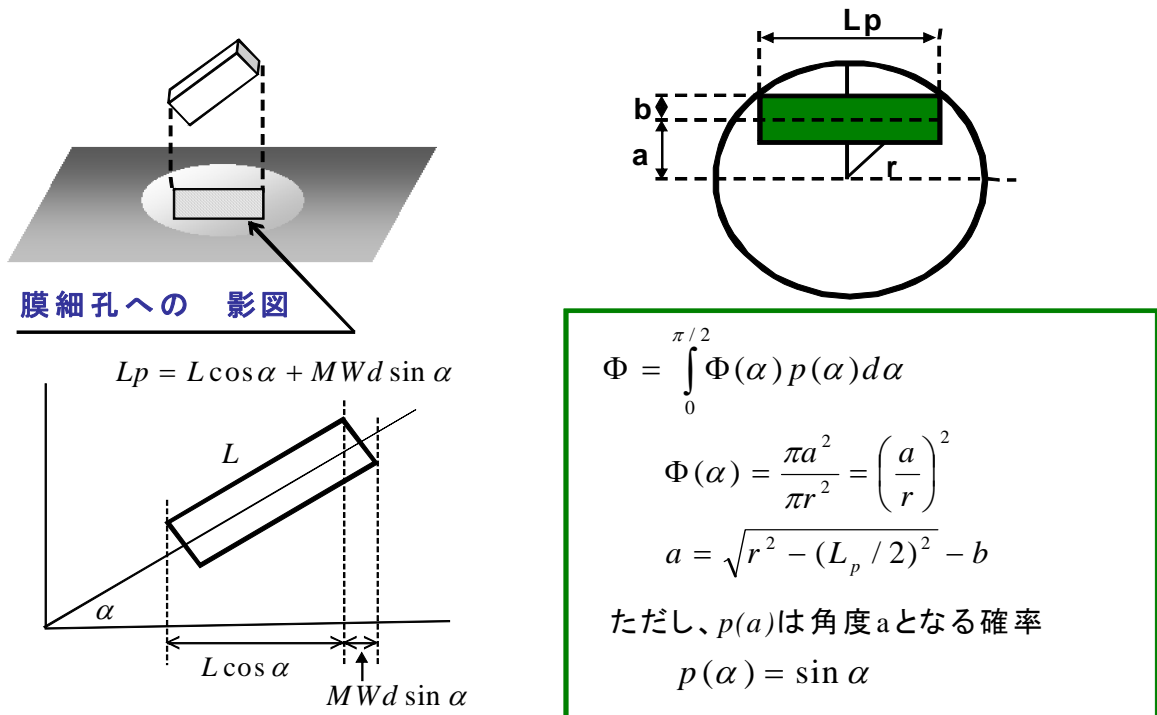 膜細孔への 影図
Lp = L cos α + MWd sin α
L
α
L cos α
MWd sin α
Lp
b
a
r
Φ = ∫₀^{π/2} Φ(α) p(α) dα
Φ(α) = πa² / πr² = (a / r)²
a = √(r² − (L_p / 2)²) − b
ただし、p(a)は角度aとなる確率
p(α) = sin α